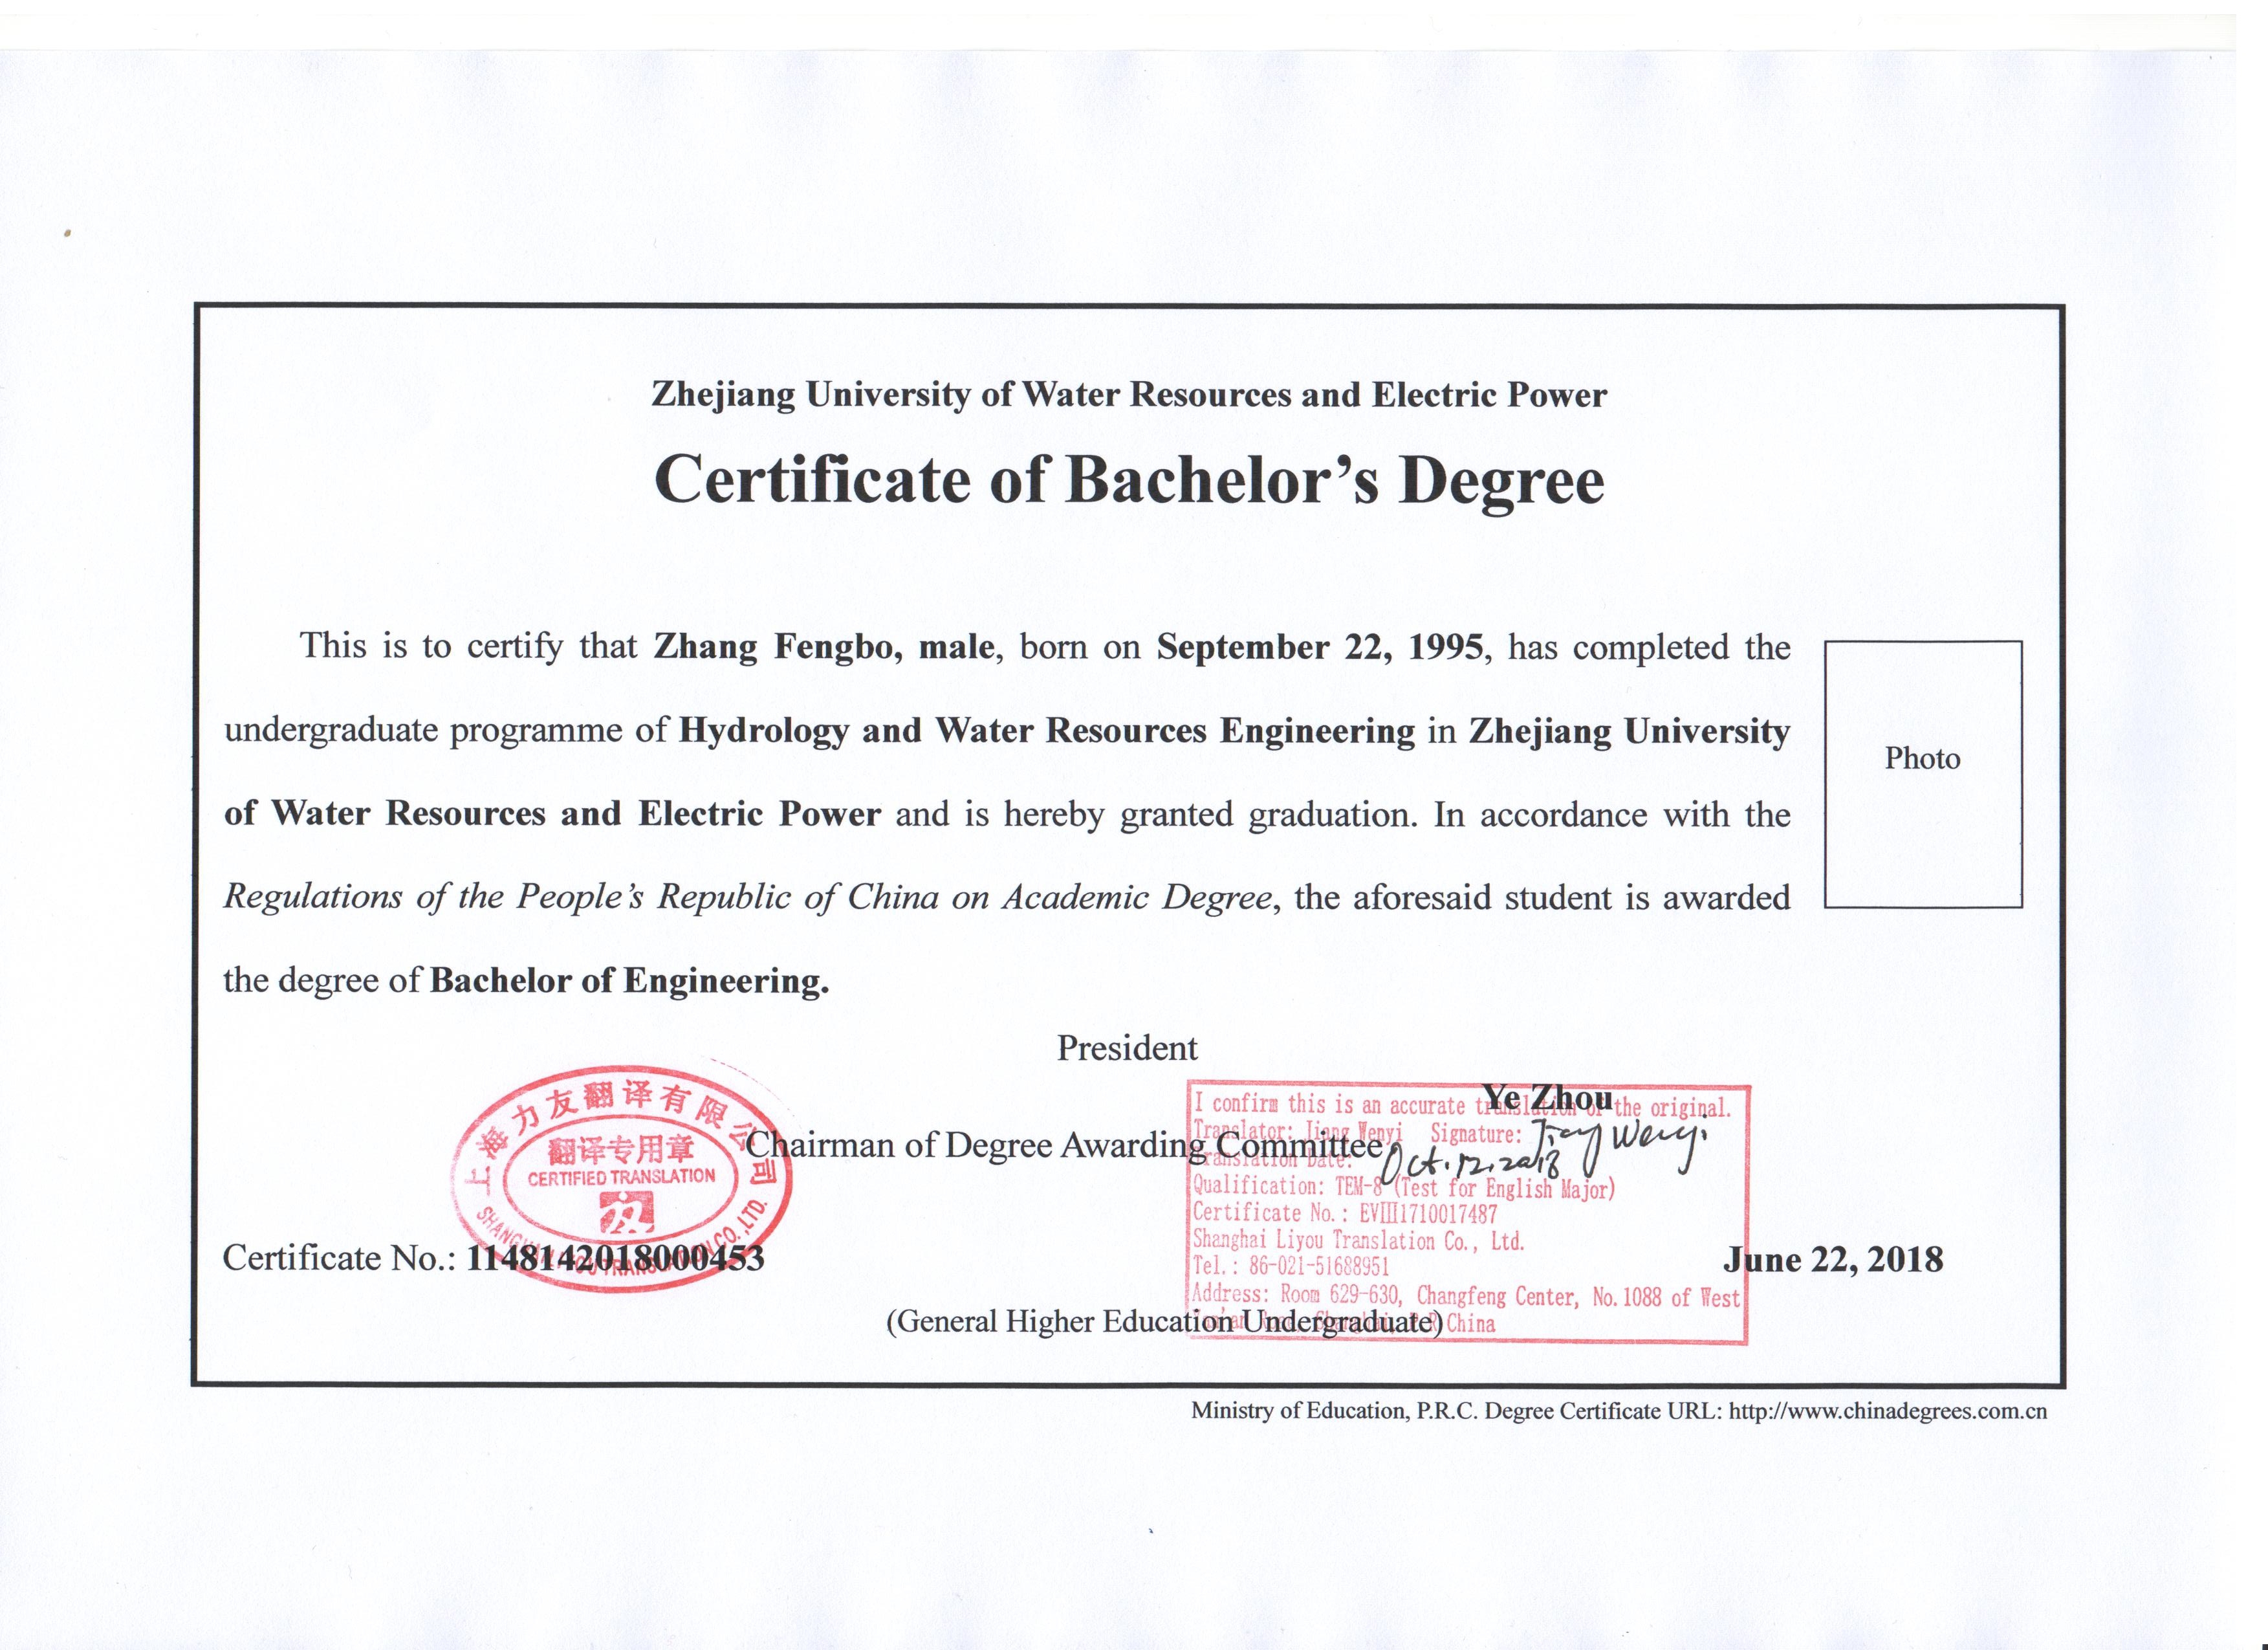 Zhejiang University of Water Resources and Electric Power
Certificate of Bachelor’s Degree
This is to certify that Zhang Fengbo, male, born on September 22, 1995, has completed the
undergraduate programme of Hydrology and Water Resources Engineering in Zhejiang University
of Water Resources and Electric Power and is hereby granted graduation. In accordance with the
Regulations of the People’s Republic of China on Academic Degree, the aforesaid student is awarded
the degree of Bachelor of Engineering.
Photo
President
Ye Zhou
Chairman of Degree Awarding Committee
上海力友翻译有限公司
翻译专用章
CERTIFIED TRANSLATION
SHANGHAI LIYOU TRANSLATION CO.,LTD.
I confirm this is an accurate translation of the original.
Translator: Jiang Wenyi Signature: Jiang Wenyi
Translation Date: Oct. 12. 2018
Qualification: TEM-8 (Test for English Major)
Certificate No.: EVIII1710017487
Shanghai Liyou Translation Co., Ltd.
Tel.: 86-021-51688951
Address: Room 629-630, Changfeng Center, No.1088 of West
Road, Shanghai, P.R.China
Certificate No.: 1148142018000453
June 22, 2018
(General Higher Education Undergraduate)
Ministry of Education, P.R.C. Degree Certificate URL: http://www.chinadegrees.com.cn